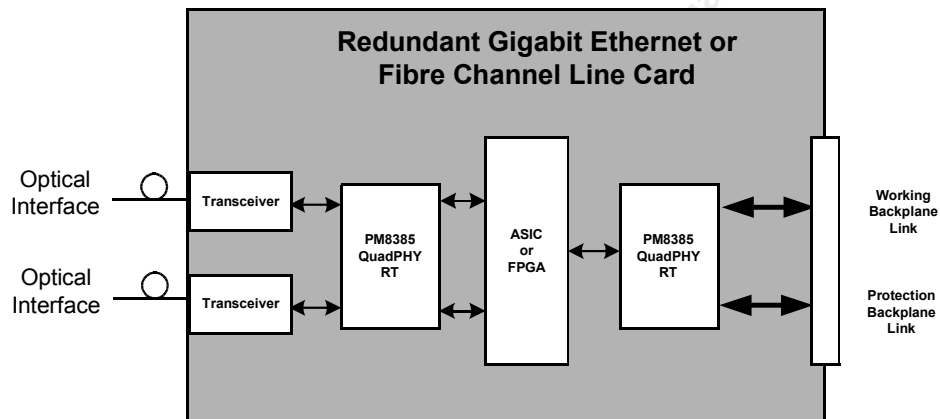 Redundant Gigabit Ethernet or
Fibre Channel Line Card
Optical
Interface
Transceiver
Optical
Interface
Transceiver
PM8385
QuadPHY
RT
ASIC
or
FPGA
PM8385
QuadPHY
RT
Working
Backplane
Link
Protection
Backplane
Link